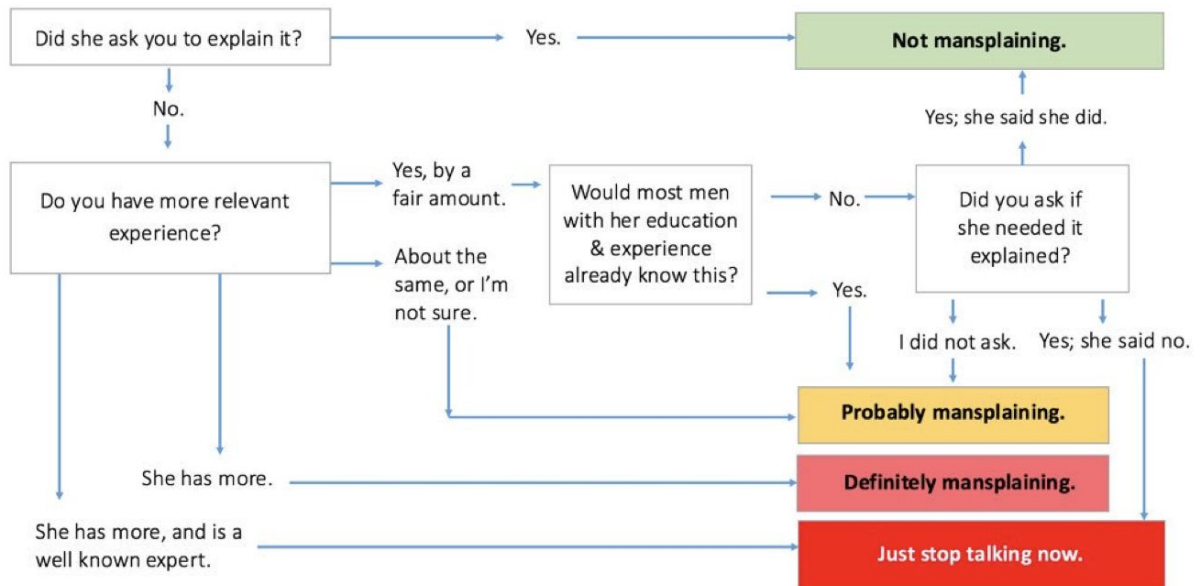 Did she ask you to explain it?
Yes.
Not mansplaining.
No.
Yes; she said she did.
Do you have more relevant
experience?
Yes, by a
fair amount.
About the
same, or I'm
not sure.
Would most men
with her education
& experience
already know this?
No.
Yes.
Did you ask if
she needed it
explained?
I did not ask.
Yes; she said no.
Probably mansplaining.
She has more.
Definitely mansplaining.
She has more, and is a
well known expert.
Just stop talking now.